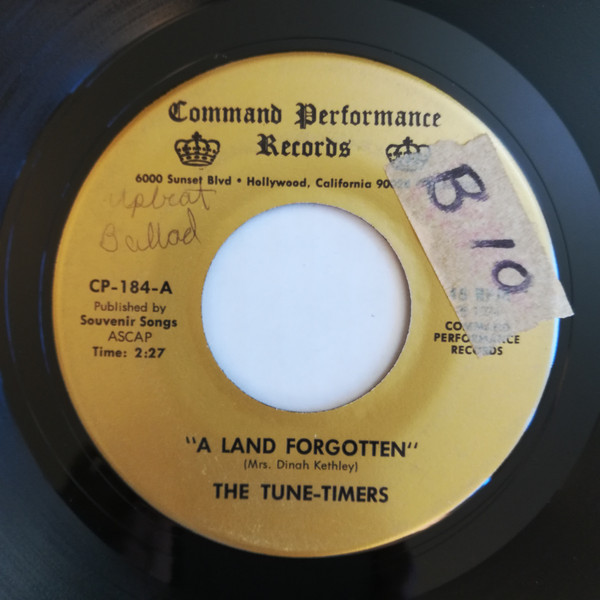 Command Performance
Records
6000 Sunset Blvd • Hollywood, California
upbeat
Ballad
B 10
CP-184-A
Published by
Souvenir Songs
ASCAP
Time: 2:27
PERFORMANCE
RECORDS
"A LAND FORGOTTEN"
(Mrs. Dinah Kethley)
THE TUNE-TIMERS